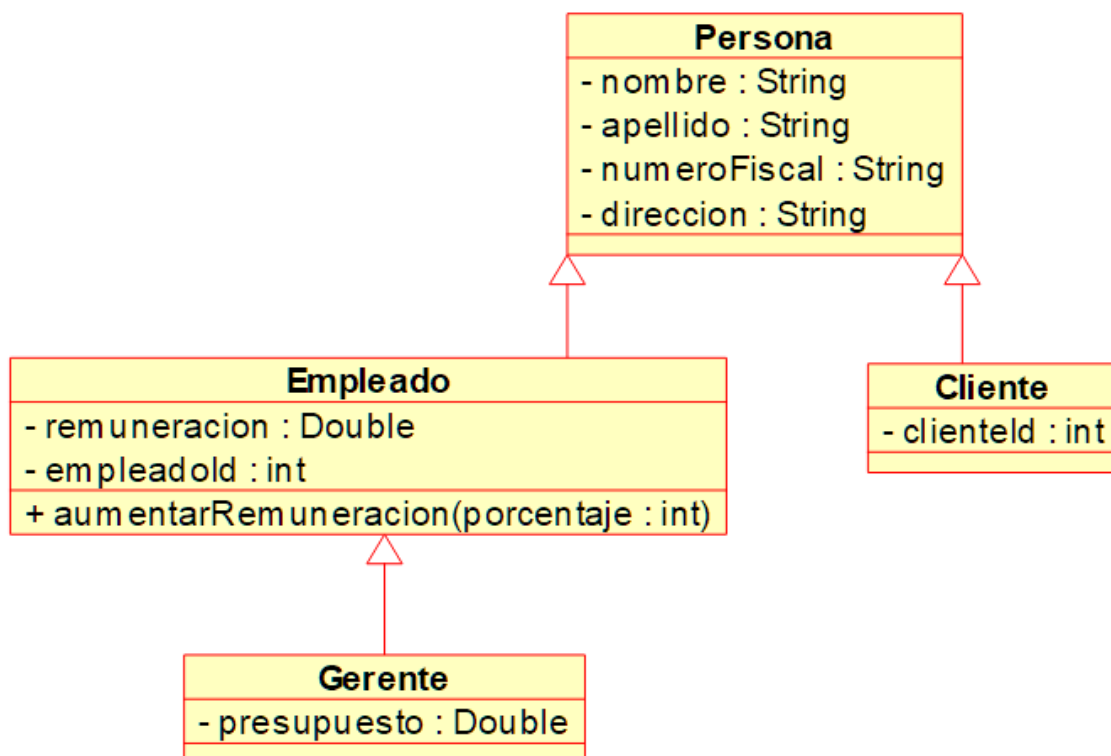 Persona
- nombre : String
- apellido : String
- numeroFiscal : String
- direccion : String
Empleado
- remuneracion : Double
- empleadoId : int
+ aumentarRemuneracion(porcentaje : int)
Cliente
- clienteId : int
Gerente
- presupuesto : Double